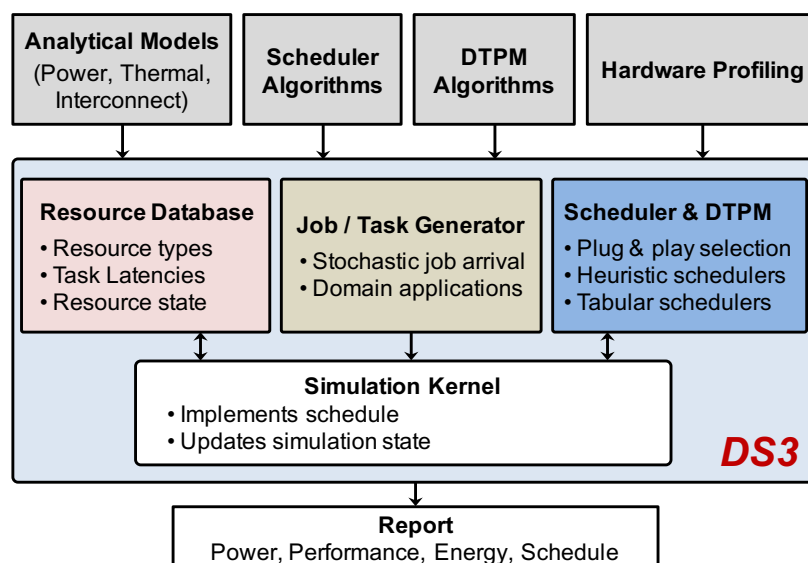 Analytical Models
(Power, Thermal,
Interconnect)
Scheduler
Algorithms
DTPM
Algorithms
Hardware Profiling
Resource Database
• Resource types
• Task Latencies
• Resource state
Job / Task Generator
• Stochastic job arrival
• Domain applications
Scheduler & DTPM
• Plug & play selection
• Heuristic schedulers
• Tabular schedulers
Simulation Kernel
• Implements schedule
• Updates simulation state
DS3
Report
Power, Performance, Energy, Schedule